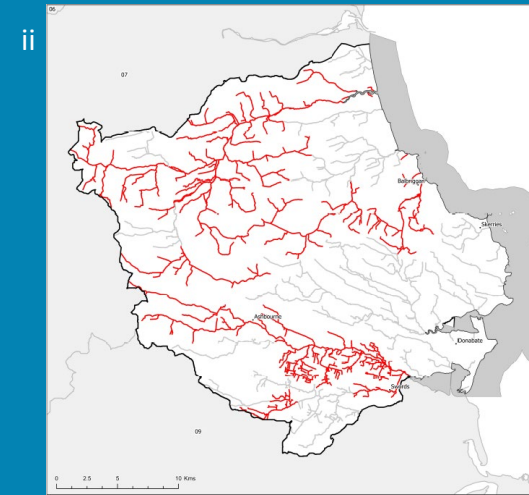 ii
06
07
Balbriggan
Skerries
Ashbourne
Donabate
Swords
09
0 2.5 5 10 Kms